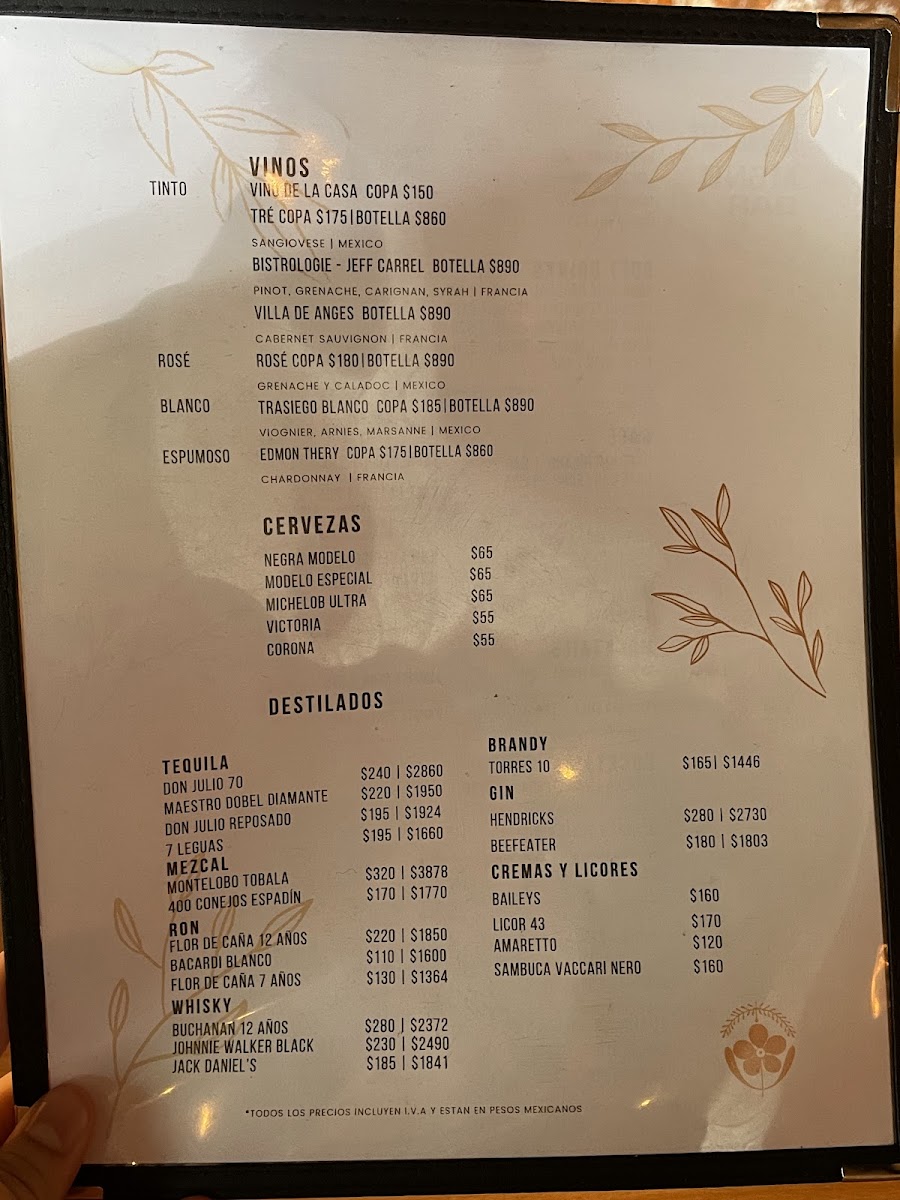 VINOS
TINTO VINO DE LA CASA COPA $150
TRÉ COPA $175|BOTELLA $860
SANGIOVESE | MEXICO
BISTROLOGIE - JEFF CARREL BOTELLA $890
PINOT, GRENACHE, CARIGNAN, SYRAH | FRANCIA
VILLA DE ANGES BOTELLA $890
CABERNET SAUVIGNON | FRANCIA
ROSÉ ROSÉ COPA $180|BOTELLA $890
GRENACHE Y CALADOC | MEXICO
BLANCO TRASIEGO BLANCO COPA $185|BOTELLA $890
VIOGNIER, ARNIES, MARSANNE | MEXICO
ESPUMOSO EDMON THERY COPA $175|BOTELLA $860
CHARDONNAY | FRANCIA
CERVEZAS
NEGRA MODELO $65
MODELO ESPECIAL $65
MICHELOB ULTRA $65
VICTORIA $55
CORONA $55
DESTILADOS
TEQUILA
DON JULIO 70 $240 | $2860
MAESTRO DOBEL DIAMANTE $220 | $1950
DON JULIO REPOSADO $195 | $1924
7 LEGUAS $195 | $1660
MEZCAL
MONTELOBO TOBALA $320 | $3878
400 CONEJOS ESPADÍN $170 | $1770
RON
FLOR DE CAÑA 12 AÑOS $220 | $1850
BACARDI BLANCO $110 | $1600
FLOR DE CAÑA 7 AÑOS $130 | $1364
WHISKY
BUCHANAN 12 AÑOS $280 | $2372
JOHNNIE WALKER BLACK $230 | $2490
JACK DANIEL'S $185 | $1841
BRANDY
TORRES 10 $165| $1446
GIN
HENDRICKS $280 | $2730
BEEFEATER $180 | $1803
CREMAS Y LICORES
BAILEYS $160
LICOR 43 $170
AMARETTO $120
SAMBUCA VACCARI NERO $160
*TODOS LOS PRECIOS INCLUYEN I.V.A Y ESTAN EN PESOS MEXICANOS